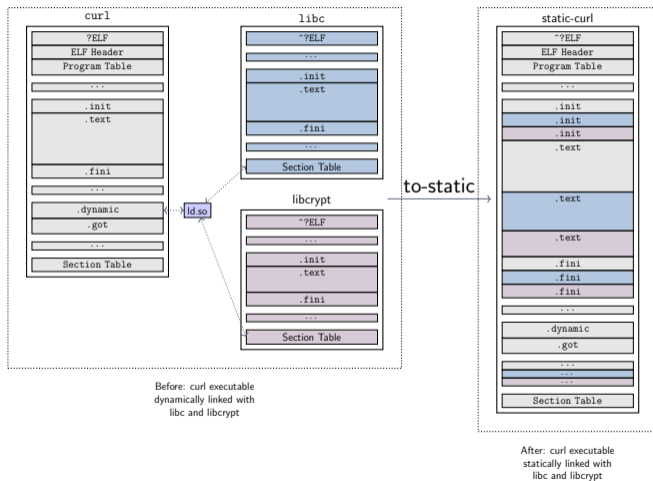 curl
?ELF
ELF Header
Program Table
...
.init
.text
.fini
...
.dynamic
.got
...
Section Table
ld.so
libc
^?ELF
...
.init
.text
.fini
...
Section Table
libcrypt
^?ELF
...
.init
.text
.fini
...
Section Table
Before: curl executable
dynamically linked with
libc and libcrypt
to-static
static-curl
^?ELF
ELF Header
Program Table
...
.init
.init
.init
.text
.text
.text
.fini
.fini
.fini
...
.dynamic
.got
...
...
...
Section Table
After: curl executable
statically linked with
libc and libcrypt